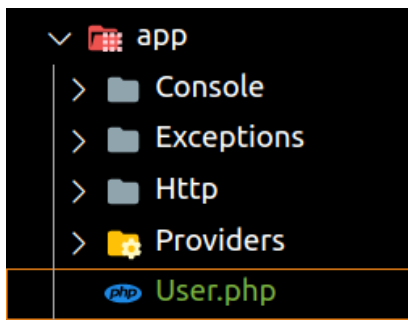 app
Console
Exceptions
Http
Providers
php User.php